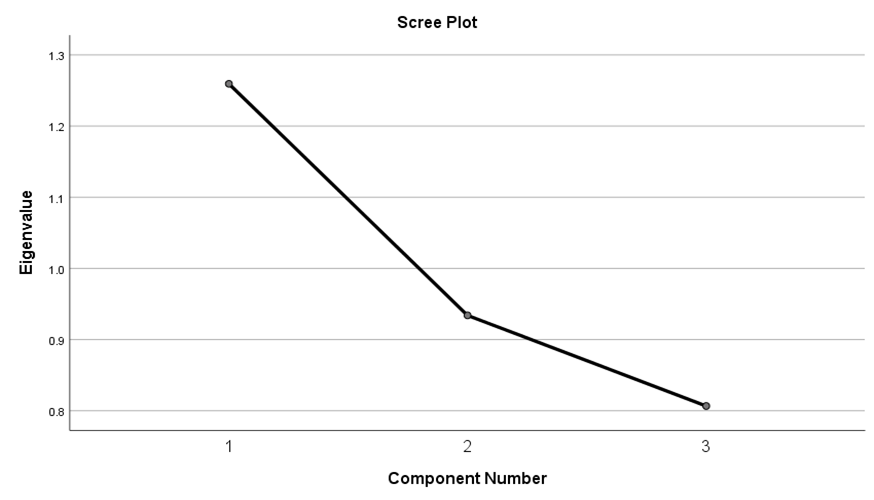 Scree Plot
1.3
1.2
1.1
1.0
0.9
0.8
Eigenvalue
1 2 3
Component Number